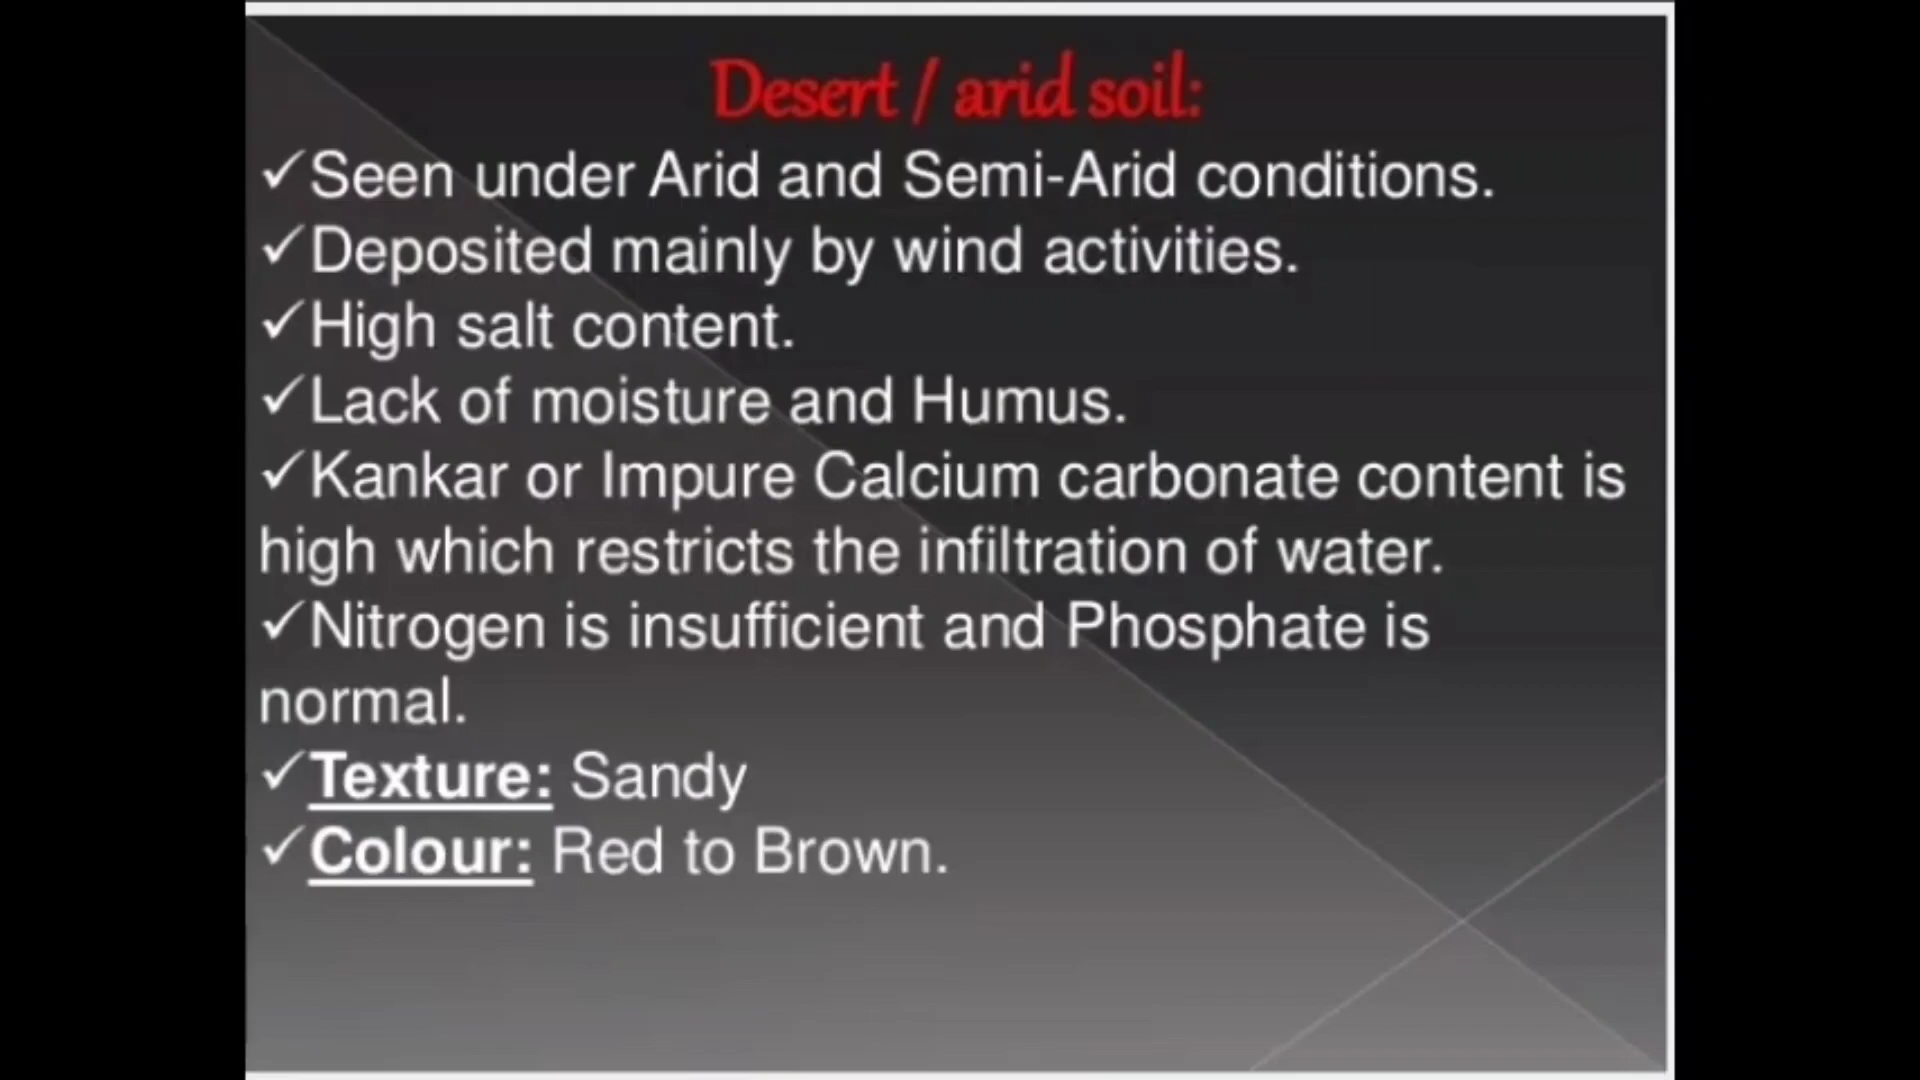 Desert / arid soil:
✓Seen under Arid and Semi-Arid conditions.
✓Deposited mainly by wind activities.
✓High salt content.
✓Lack of moisture and Humus.
✓Kankar or Impure Calcium carbonate content is
high which restricts the infiltration of water.
✓Nitrogen is insufficient and Phosphate is
normal.
✓Texture: Sandy
✓Colour: Red to Brown.